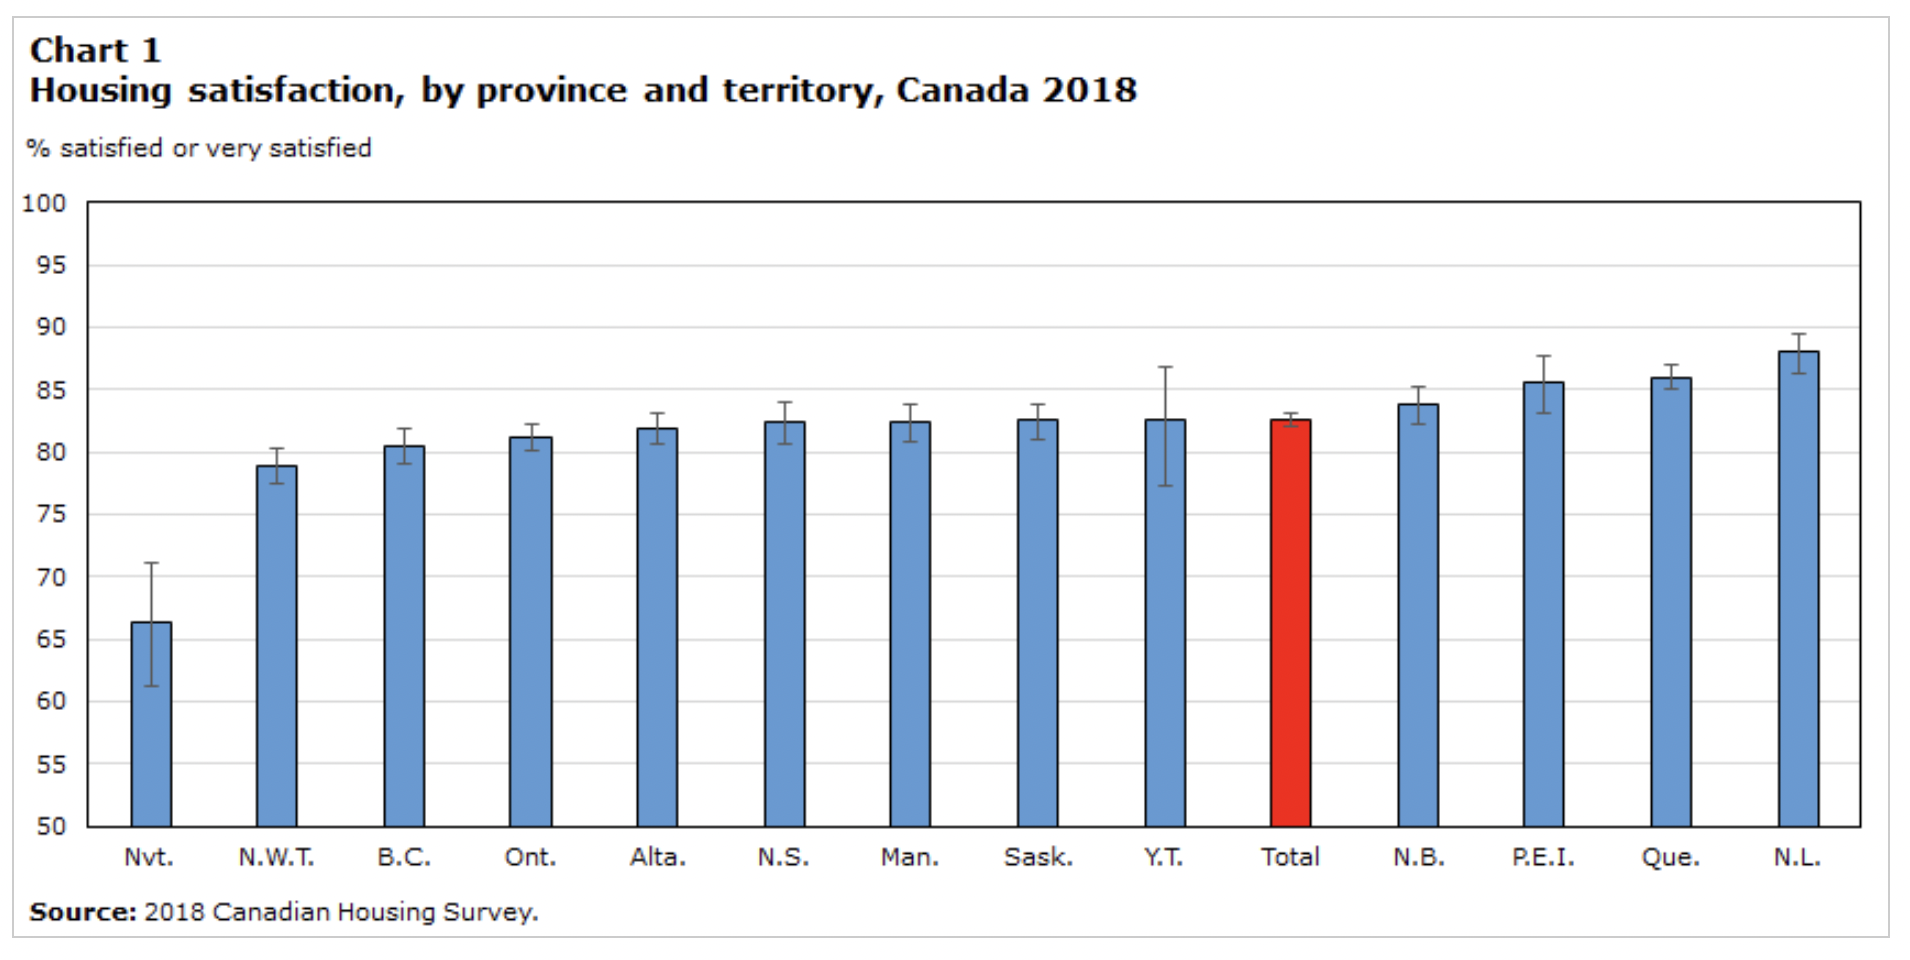 Chart 1
Housing satisfaction, by province and territory, Canada 2018
% satisfied or very satisfied
100
95
90
85
80
75
70
65
60
55
50
Nvt. N.W.T. B.C. Ont. Alta. N.S. Man. Sask. Y.T. Total N.B. P.E.I. Que. N.L.
Source: 2018 Canadian Housing Survey.